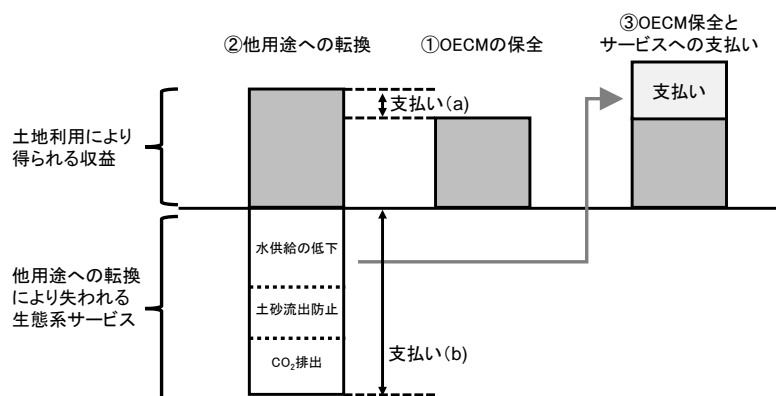 ②他用途への転換
①OECMの保全
③OECM保全と
サービスへの支払い
支払い(a)
支払い
土地利用により
得られる収益
水供給の低下
他用途への転換
により失われる
生態系サービス
土砂流出防止
支払い(b)
CO₂排出